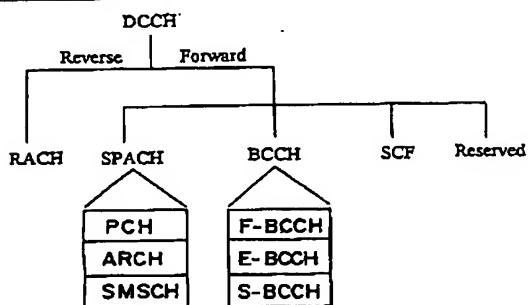 DCCH
Reverse Forward
RACH SPACH BCCH SCF Reserved
PCH F-BCCH
ARCH E-BCCH
SMSCH S-BCCH